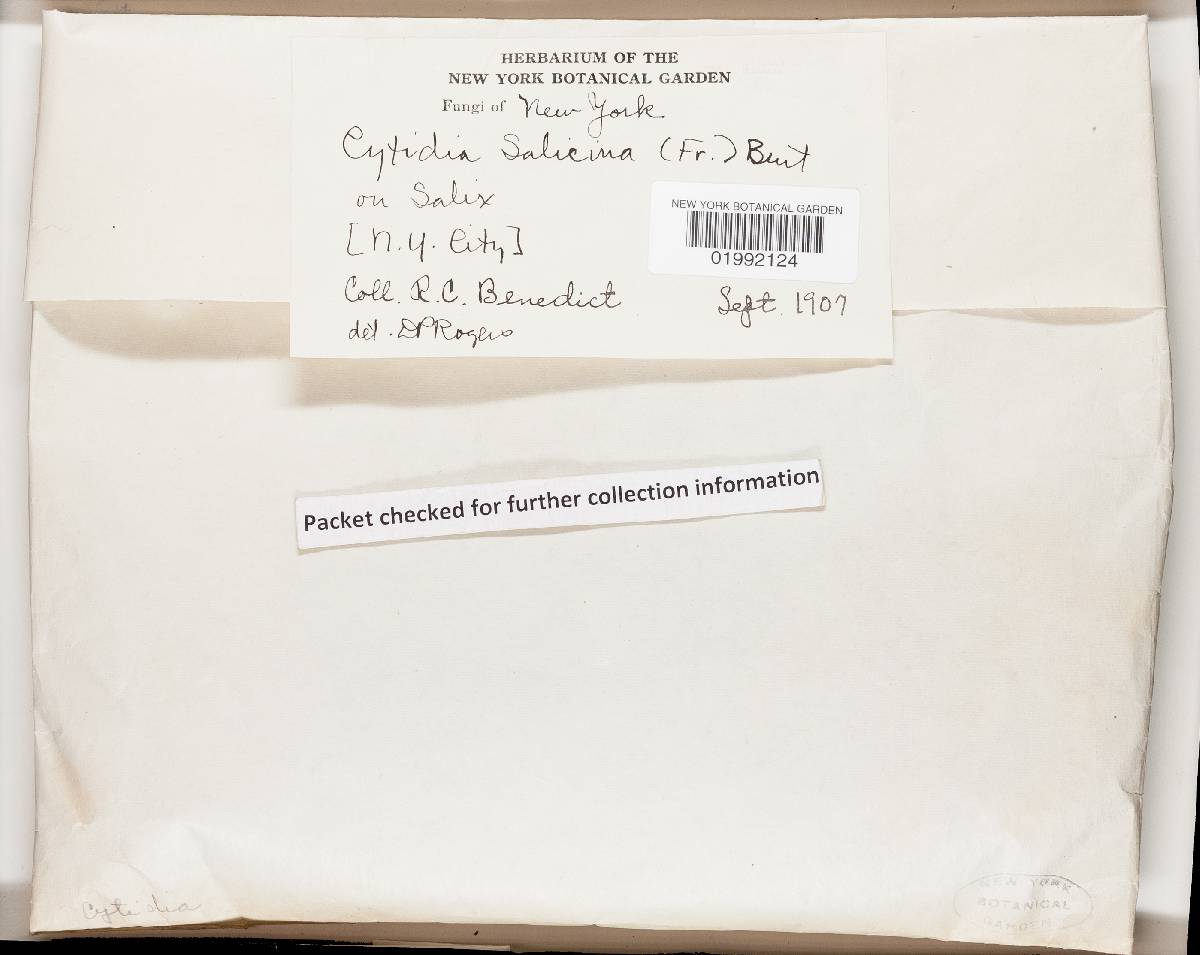 HERBARIUM OF THE
NEW YORK BOTANICAL GARDEN
Fungi of New York
Cytidia Salicina (Fr.) Burt
on Salix
[N.Y. City]
NEW YORK BOTANICAL GARDEN
01992124
Coll. R.C. Benedict Sept. 1907
det. DPRogers
Packet checked for further collection information
Cytidia
NEW YORK
BOTANICAL
GARDEN